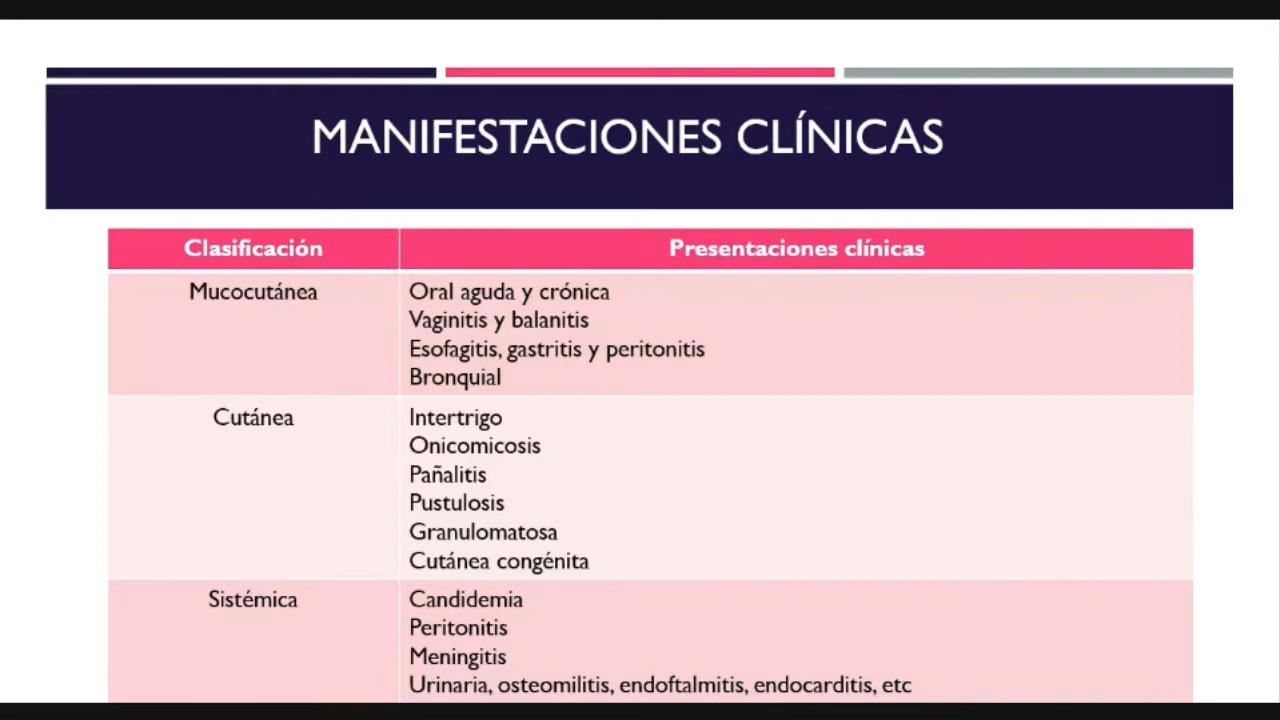 MANIFESTACIONES CLÍNICAS
Clasificación Presentaciones clínicas
Mucocutánea Oral aguda y crónica
Vaginitis y balanitis
Esofagitis, gastritis y peritonitis
Bronquial
Cutánea Intertrigo
Onicomicosis
Pañalitis
Pustulosis
Granulomatosa
Cutánea congénita
Sistémica Candidemia
Peritonitis
Meningitis
Urinaria, osteomilitis, endoftalmitis, endocarditis, etc